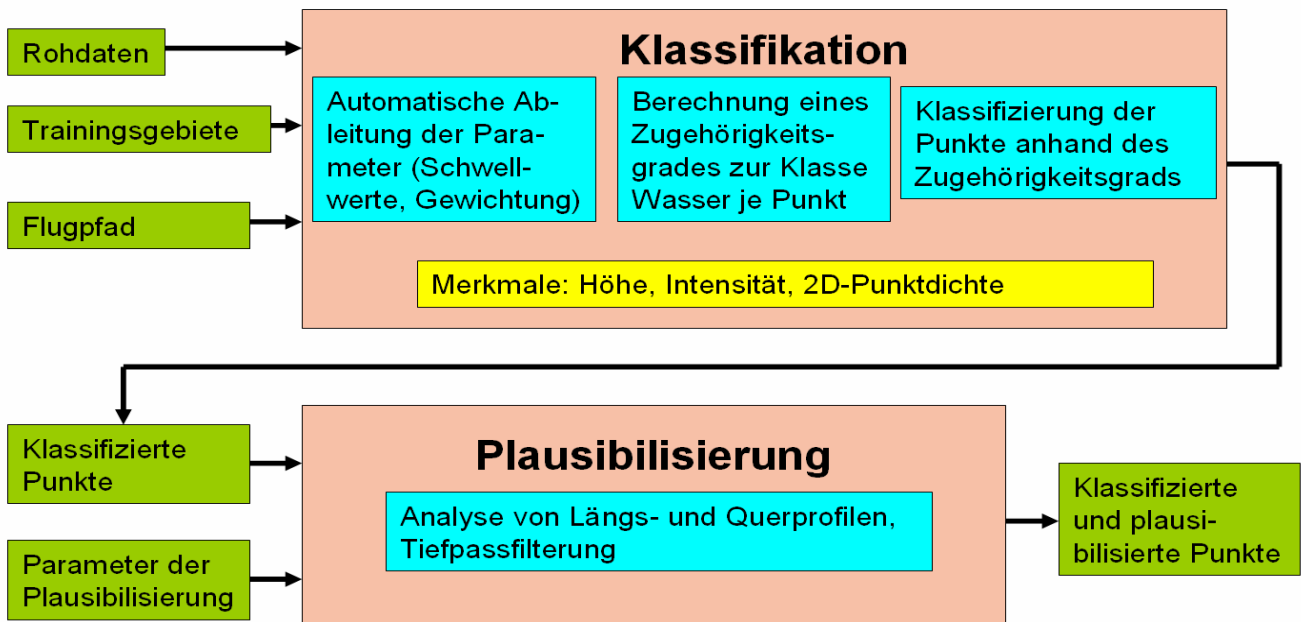 Rohdaten
Trainingsgebiete
Flugpfad
Klassifikation
Automatische Ab-
leitung der Para-
meter (Schwell-
werte, Gewichtung)
Berechnung eines
Zugehörigkeits-
grades zur Klasse
Wasser je Punkt
Klassifizierung der
Punkte anhand des
Zugehörigkeitsgrads
Merkmale: Höhe, Intensität, 2D-Punktdichte
Klassifizierte
Punkte
Parameter der
Plausibilisierung
Plausibilisierung
Analyse von Längs- und Querprofilen,
Tiefpassfilterung
Klassifizierte
und plausi-
bilisierte Punkte